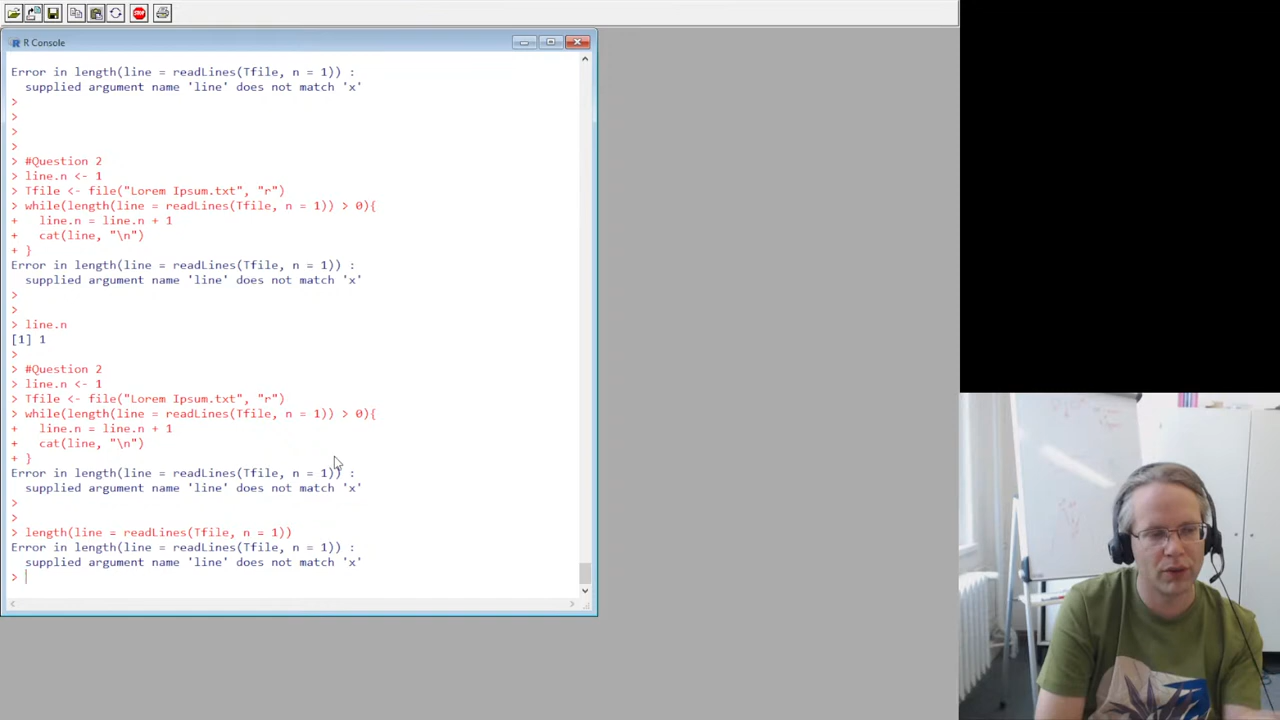 STOP
R R Console
Error in length(line = readLines(Tfile, n = 1)) :
  supplied argument name 'line' does not match 'x'
>
>
>
>
> #Question 2
> line.n <- 1
> Tfile <- file("Lorem Ipsum.txt", "r")
> while(length(line = readLines(Tfile, n = 1)) > 0){
+   line.n = line.n + 1
+   cat(line, "\n")
+ }
Error in length(line = readLines(Tfile, n = 1)) :
  supplied argument name 'line' does not match 'x'
>
>
> line.n
[1] 1
>
> #Question 2
> line.n <- 1
> Tfile <- file("Lorem Ipsum.txt", "r")
> while(length(line = readLines(Tfile, n = 1)) > 0){
+   line.n = line.n + 1
+   cat(line, "\n")
+ }
Error in length(line = readLines(Tfile, n = 1)) :
  supplied argument name 'line' does not match 'x'
>
>
> length(line = readLines(Tfile, n = 1))
Error in length(line = readLines(Tfile, n = 1)) :
  supplied argument name 'line' does not match 'x'
>